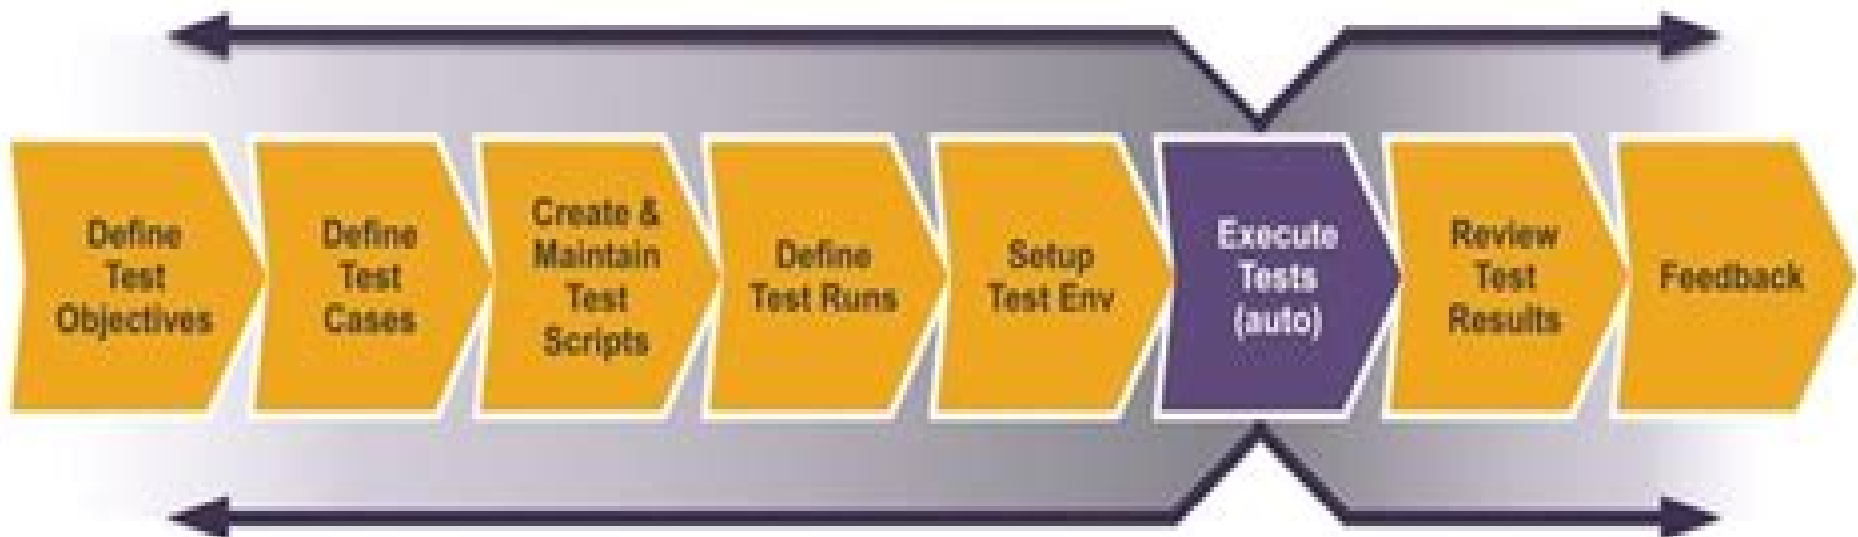 Define
Test
Objectives
Define
Test
Cases
Create &
Maintain
Test
Scripts
Define
Test Runs
Setup
Test Env
Execute
Tests
(auto)
Review
Test
Results
Feedback